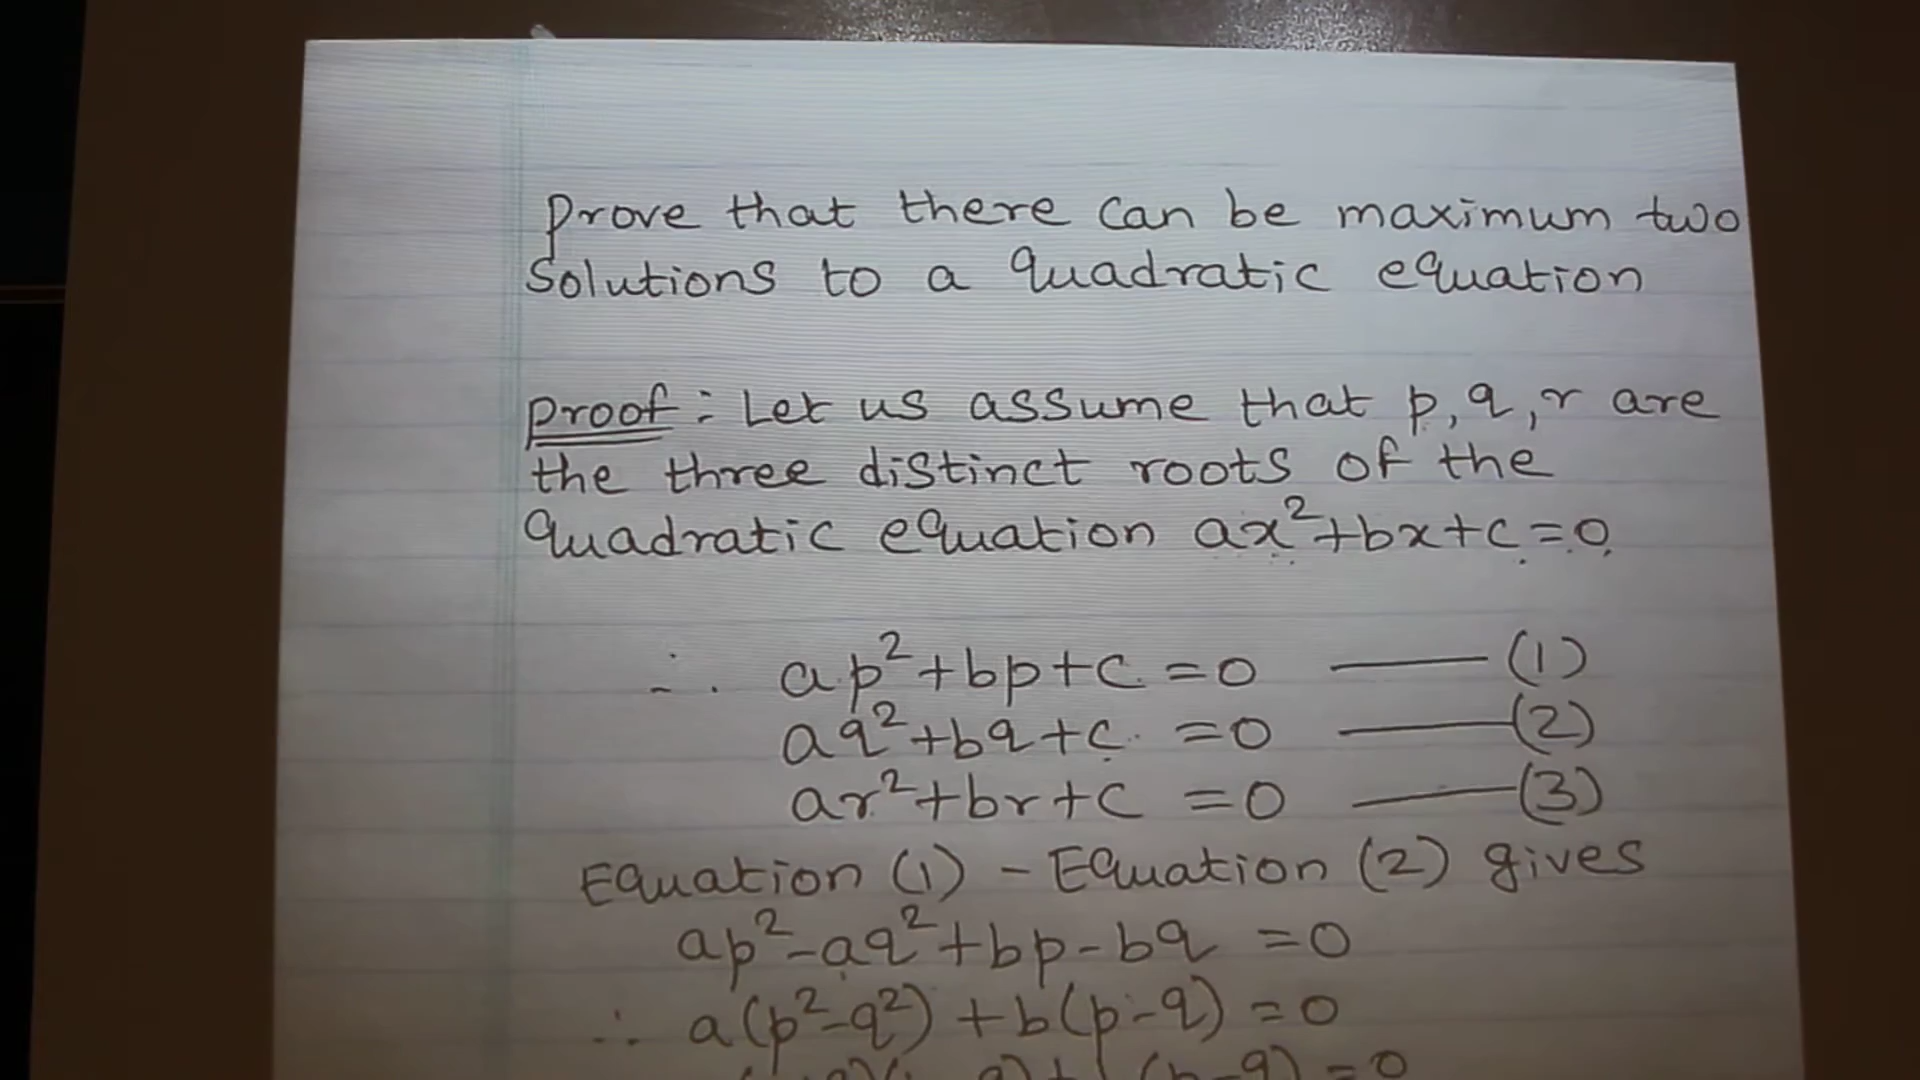 Prove that there can be maximum two
Solutions to a quadratic equation
Proof : Let us assume that p, q, r are
the three distinct roots of the
quadratic equation ax²+bx+c=0
∴ ap²+bp+c=0 —— (1)
aq²+bq+c =0 —— (2)
ar²+br+c =0 —— (3)
Equation (1) - Equation (2) gives
ap²-aq²+bp-bq =0
∴ a(p²-q²)+b(p-q)=0